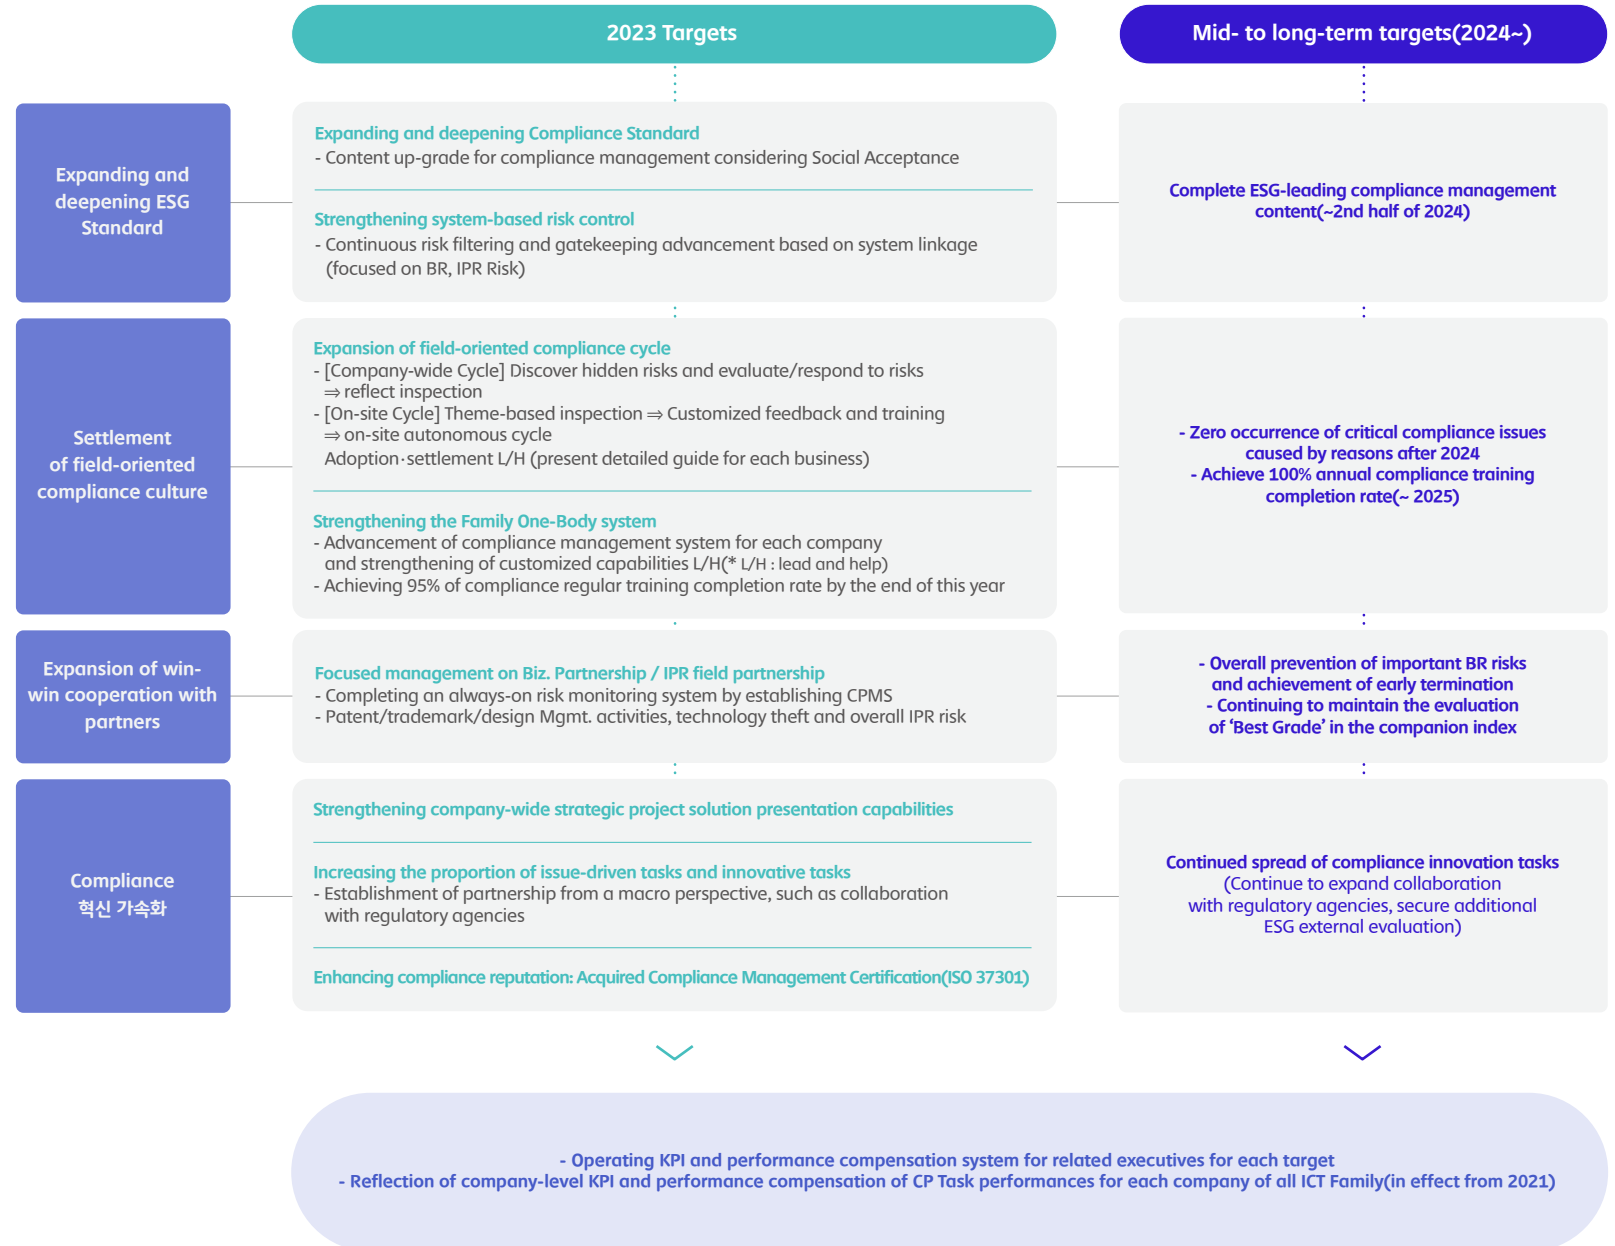 2023 Targets
Mid- to long-term targets(2024~)
Expanding and
deepening ESG
Standard
Expanding and deepening Compliance Standard
- Content up-grade for compliance management considering Social Acceptance
Strengthening system-based risk control
- Continuous risk filtering and gatekeeping advancement based on system linkage
(focused on BR, IPR Risk)
Complete ESG-leading compliance management
content(~2nd half of 2024)
Settlement
of field-oriented
compliance culture
Expansion of field-oriented compliance cycle
- [Company-wide Cycle] Discover hidden risks and evaluate/respond to risks
⇒ reflect inspection
- [On-site Cycle] Theme-based inspection ⇒ Customized feedback and training
⇒ on-site autonomous cycle
Adoption·settlement L/H (present detailed guide for each business)
Strengthening the Family One-Body system
- Advancement of compliance management system for each company
and strengthening of customized capabilities L/H(* L/H : lead and help)
- Achieving 95% of compliance regular training completion rate by the end of this year
- Zero occurrence of critical compliance issues
caused by reasons after 2024
- Achieve 100% annual compliance training
completion rate(~ 2025)
Expansion of win-
win cooperation with
partners
Focused management on Biz. Partnership / IPR field partnership
- Completing an always-on risk monitoring system by establishing CPMS
- Patent/trademark/design Mgmt. activities, technology theft and overall IPR risk
- Overall prevention of important BR risks
and achievement of early termination
- Continuing to maintain the evaluation
of ‘Best Grade’ in the companion index
Compliance
혁신 가속화
Strengthening company-wide strategic project solution presentation capabilities
Increasing the proportion of issue-driven tasks and innovative tasks
- Establishment of partnership from a macro perspective, such as collaboration
with regulatory agencies
Enhancing compliance reputation: Acquired Compliance Management Certification(ISO 37301)
Continued spread of compliance innovation tasks
(Continue to expand collaboration
with regulatory agencies, secure additional
ESG external evaluation)
- Operating KPI and performance compensation system for related executives for each target
- Reflection of company-level KPI and performance compensation of CP Task performances for each company of all ICT Family(in effect from 2021)